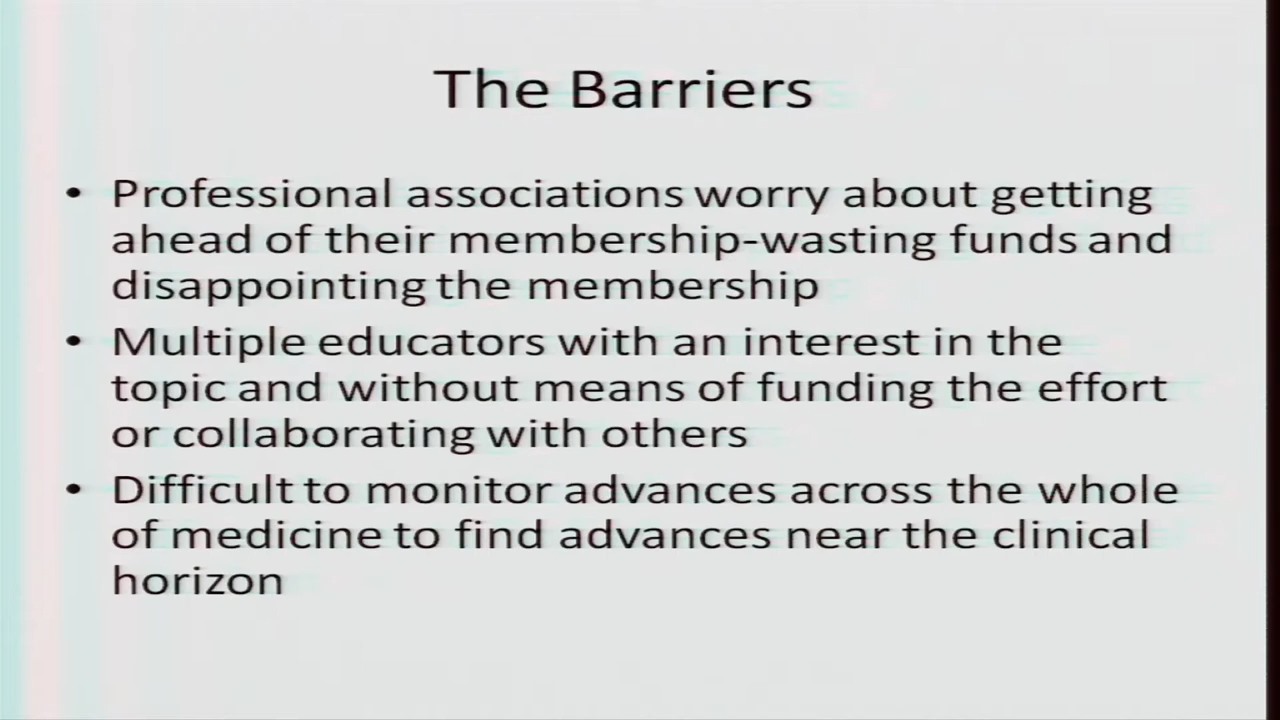 The Barriers
• Professional associations worry about getting
ahead of their membership-wasting funds and
disappointing the membership
• Multiple educators with an interest in the
topic and without means of funding the effort
or collaborating with others
• Difficult to monitor advances across the whole
of medicine to find advances near the clinical
horizon